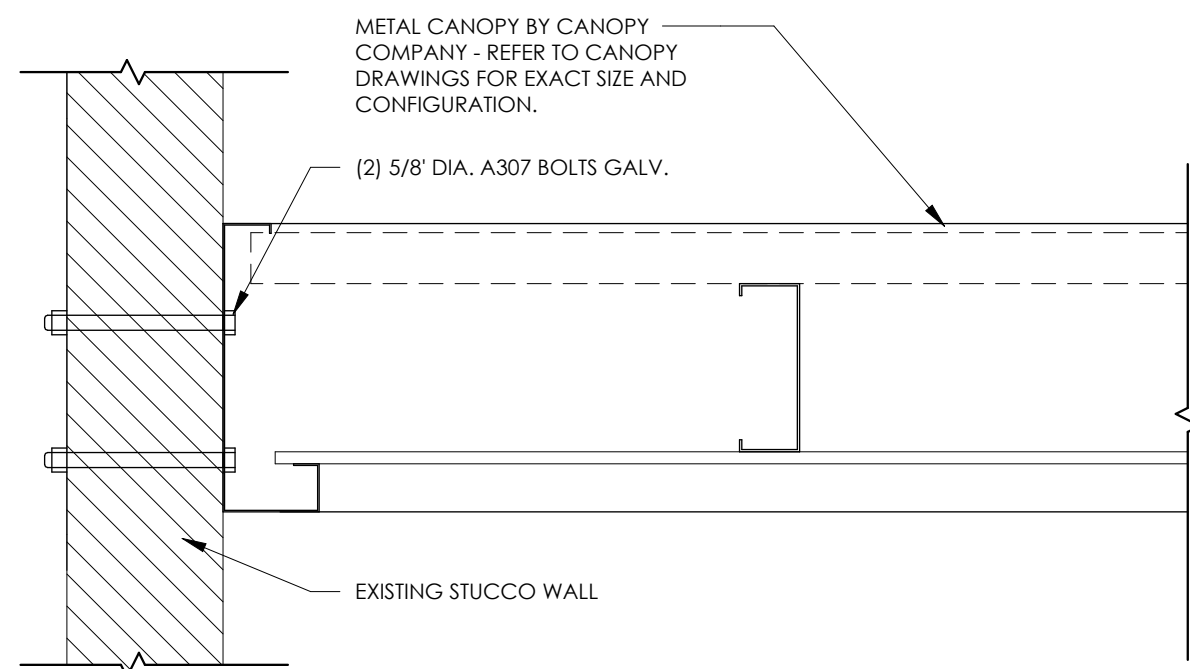 METAL CANOPY BY CANOPY
COMPANY - REFER TO CANOPY
DRAWINGS FOR EXACT SIZE AND
CONFIGURATION.
(2) 5/8' DIA. A307 BOLTS GALV.
EXISTING STUCCO WALL